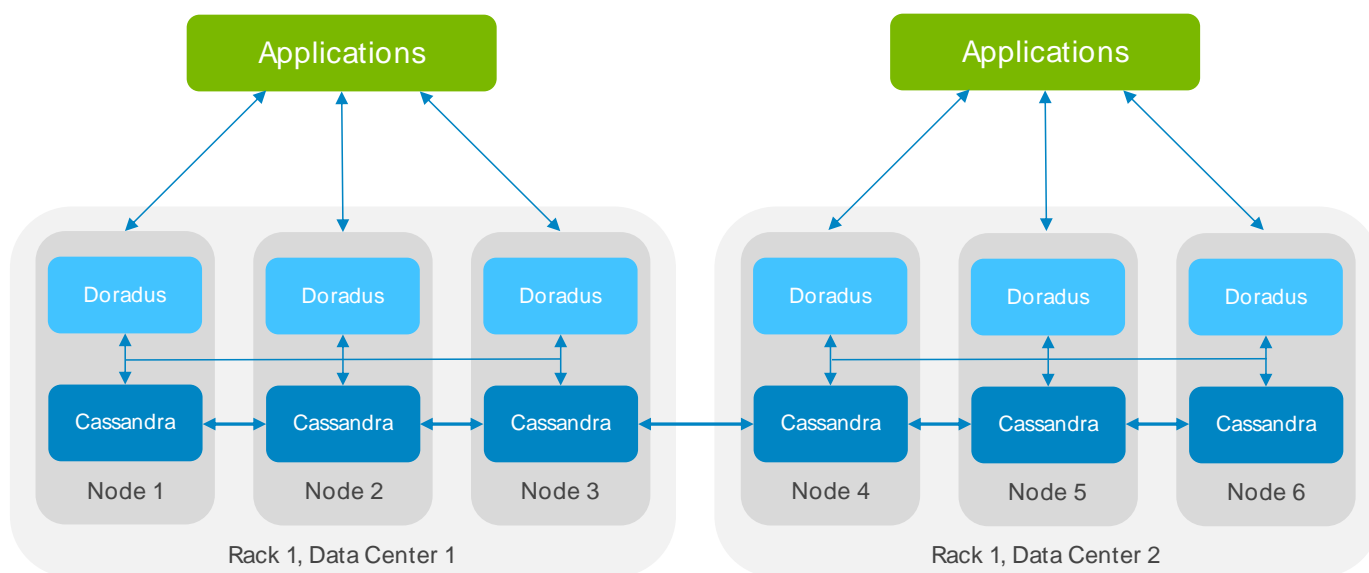 Applications
Applications
Doradus
Doradus
Doradus
Doradus
Doradus
Doradus
Cassandra
Cassandra
Cassandra
Cassandra
Cassandra
Cassandra
Node 1
Node 2
Node 3
Node 4
Node 5
Node 6
Rack 1, Data Center 1
Rack 1, Data Center 2